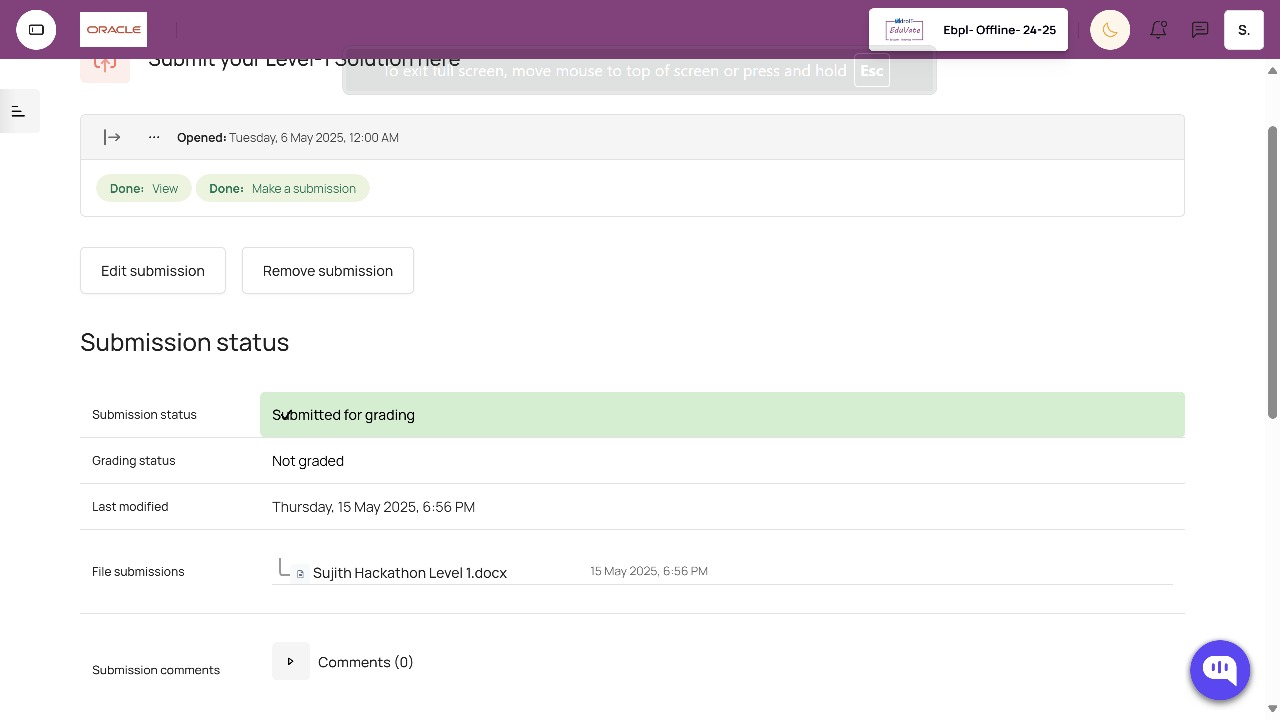 ORACLE
EduVate
Ebpl- Offline- 24-25
S.
Submit your Level-1 Solution here
To exit full screen, move mouse to top of screen or press and hold Esc
Opened: Tuesday, 6 May 2025, 12:00 AM
Done: View
Done: Make a submission
Edit submission
Remove submission
Submission status
Submission status
Submitted for grading
Grading status
Not graded
Last modified
Thursday, 15 May 2025, 6:56 PM
File submissions
Sujith Hackathon Level 1.docx
15 May 2025, 6:56 PM
Submission comments
Comments (0)